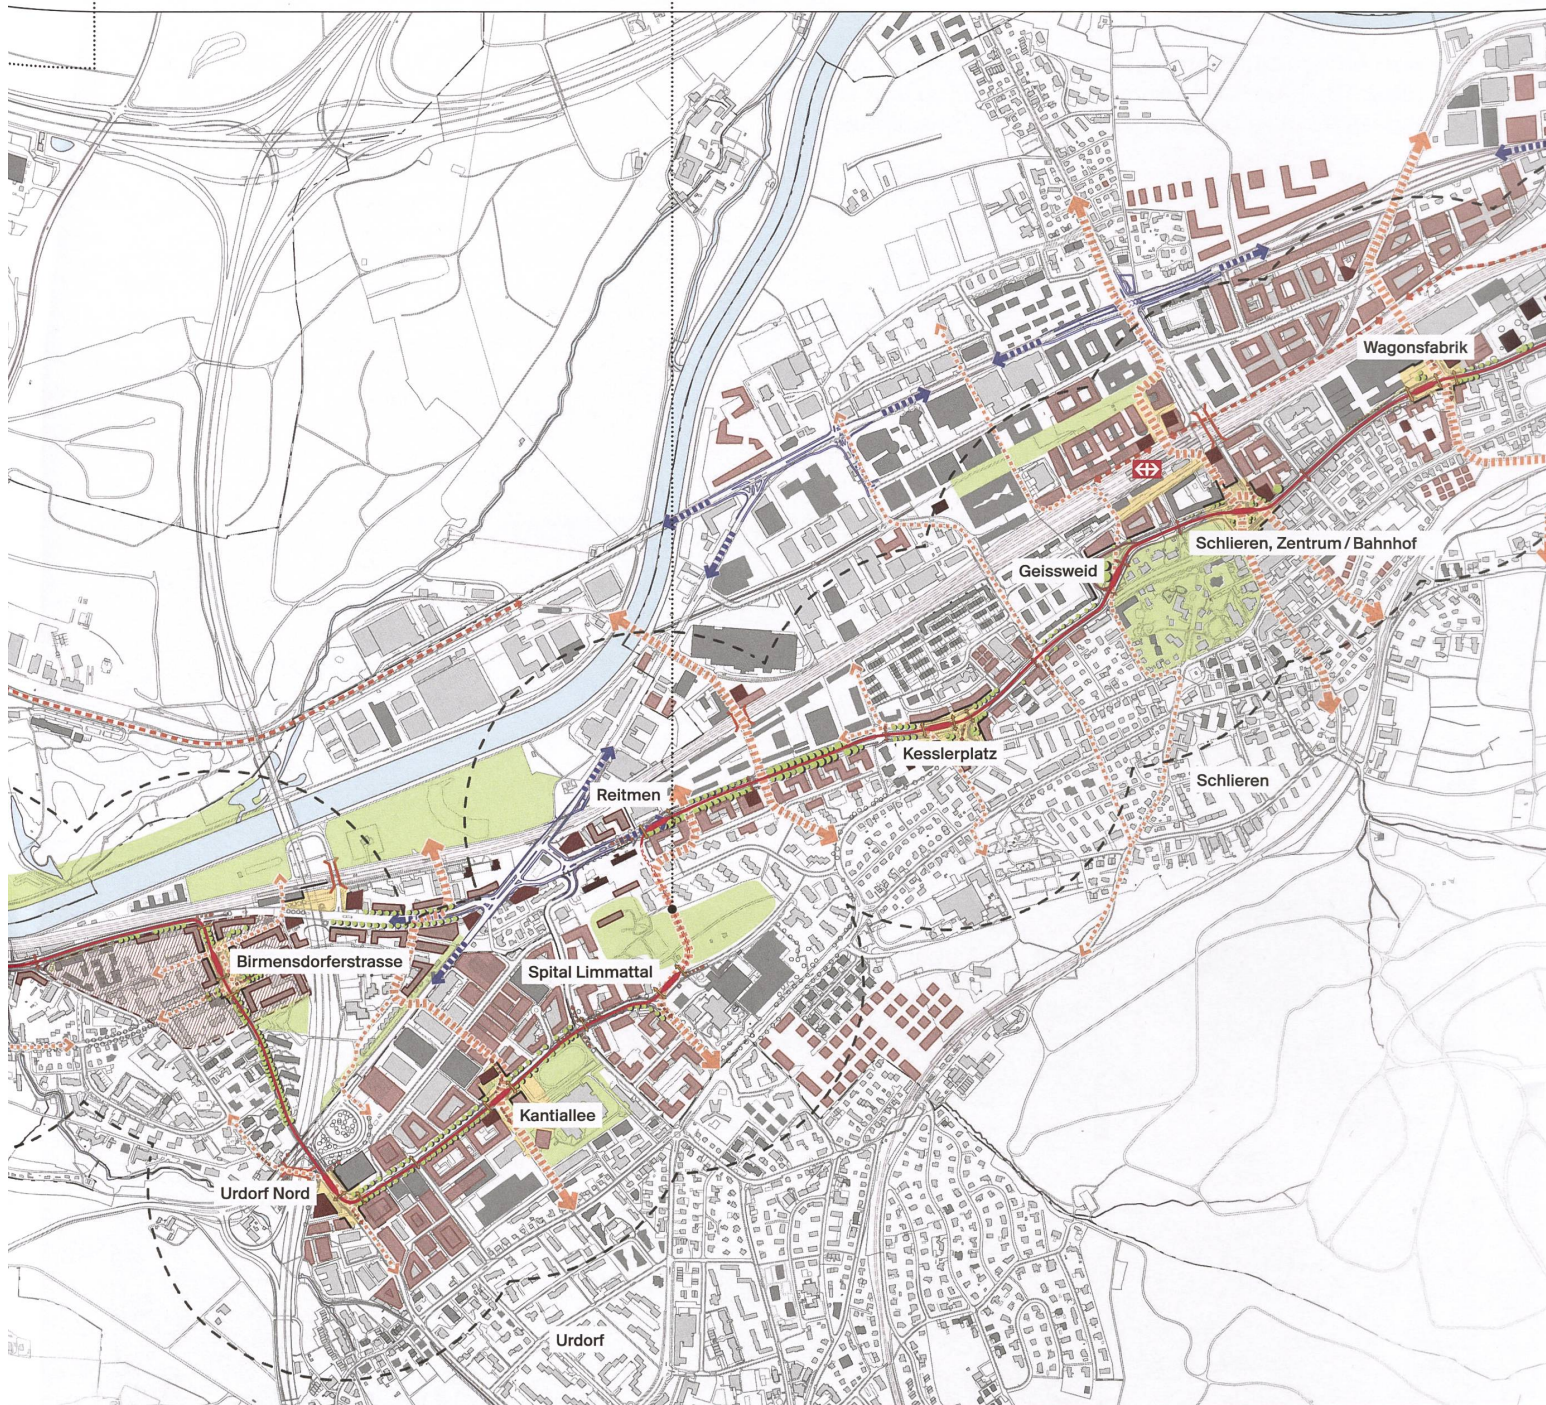 Wagonsfabrik
Schlieren, Zentrum / Bahnhof
Geissweid
Kesslerplatz
Schlieren
Reitmen
Birmensdorferstrasse
Spital Limmattal
Kantiallee
Urdorf Nord
Urdorf